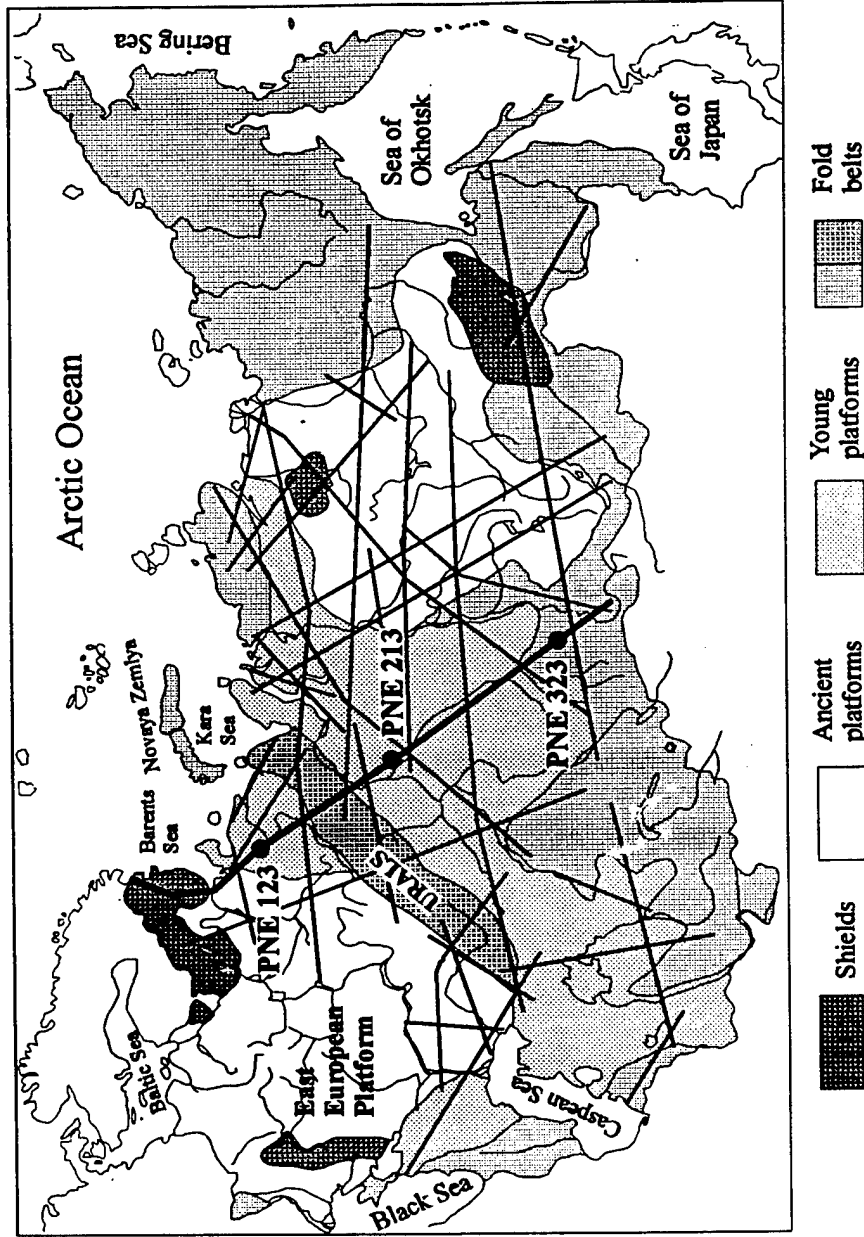 Arctic Ocean
Bering Sea
Novaya Zemlya
Kara
Sea
Barents
Sea
Sea of
Okhotsk
Sea of
Japan
Baltic Sea
PNE 123
PNE 213
PNE 323
URALS
East
European
Platform
Black Sea
Caspean Sea
Shields
Ancient
platforms
Young
platforms
Fold
belts